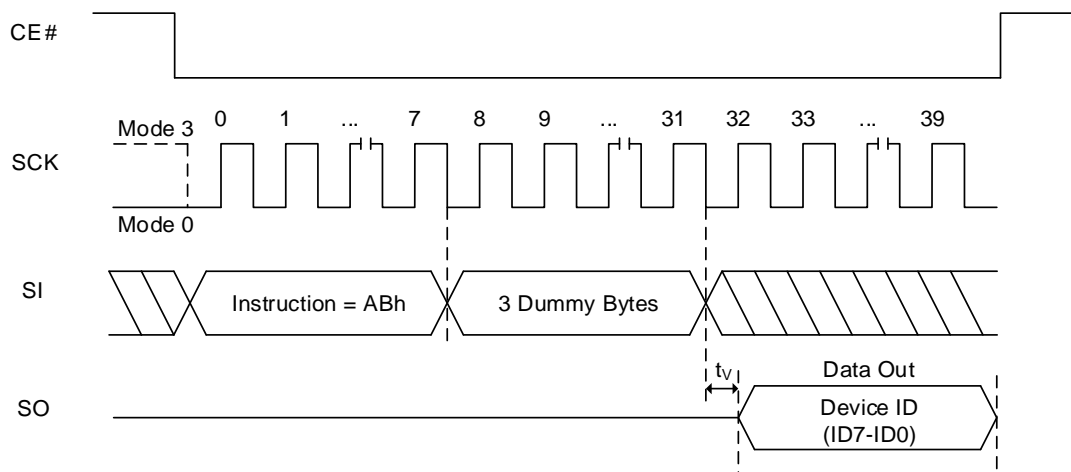 CE#
0 1 ... 7 8 9 ... 31 32 33 ... 39
Mode 3
SCK
Mode 0
SI
Instruction = ABh
3 Dummy Bytes
tV
Data Out
SO
Device ID
(ID7-ID0)